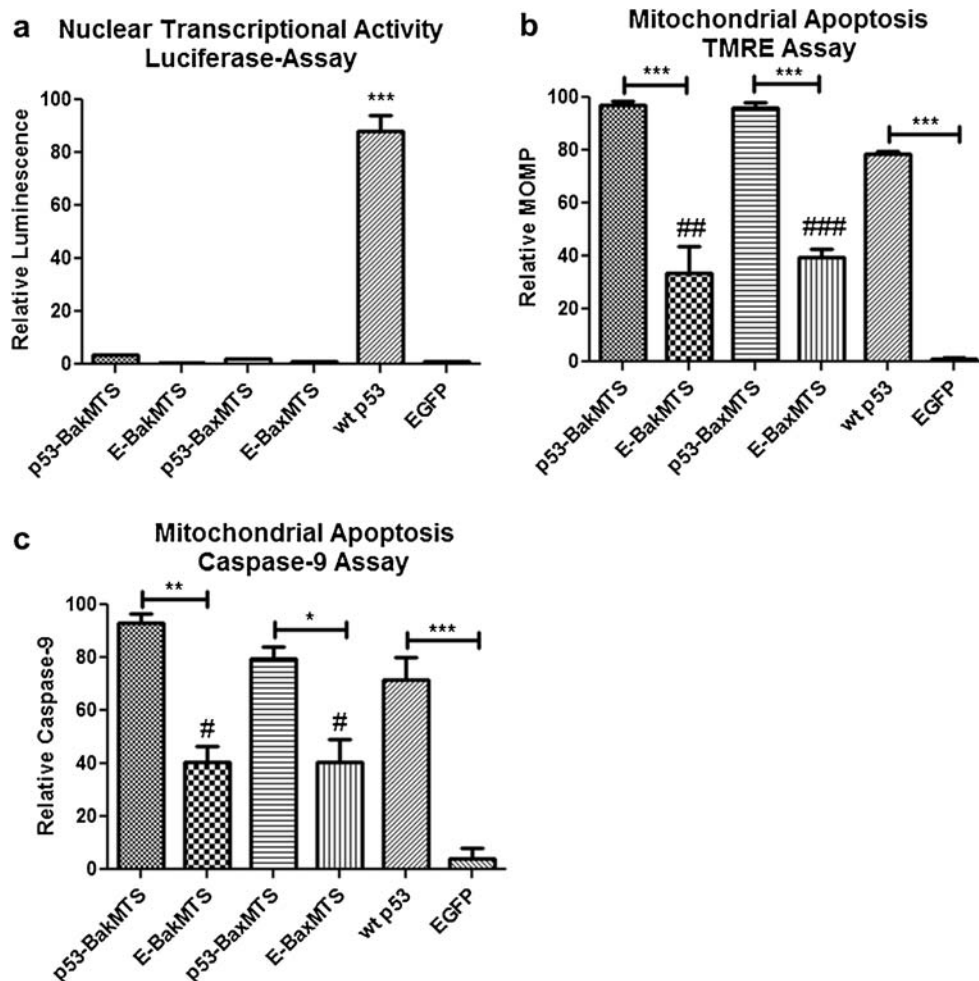 a Nuclear Transcriptional Activity
Luciferase-Assay
Relative Luminescence
100
80
60
40
20
0
***
p53-BakMTS
E-BakMTS
p53-BaxMTS
E-BaxMTS
wt p53
EGFP
b Mitochondrial Apoptosis
TMRE Assay
Relative MOMP
100
80
60
40
20
0
*** *** ***
## ###
p53-BakMTS
E-BakMTS
p53-BaxMTS
E-BaxMTS
wt p53
EGFP
c Mitochondrial Apoptosis
Caspase-9 Assay
Relative Caspase-9
100
80
60
40
20
0
** * ***
# #
p53-BakMTS
E-BakMTS
p53-BaxMTS
E-BaxMTS
wt p53
EGFP